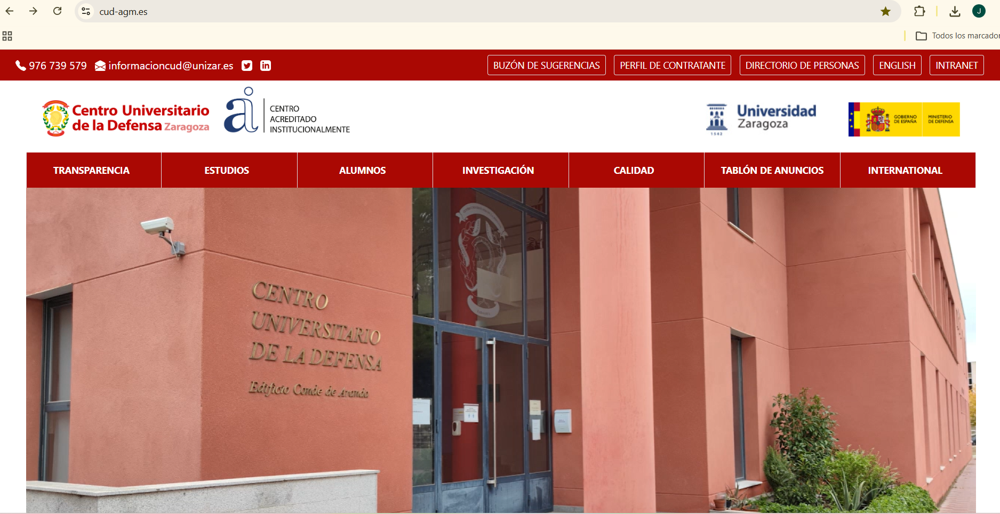 cud-agm.es
J
Todos los marcador
976 739 579 informacioncud@unizar.es in
BUZÓN DE SUGERENCIAS
PERFIL DE CONTRATANTE
DIRECTORIO DE PERSONAS
ENGLISH
INTRANET
Centro Universitario
de la Defensa Zaragoza
ai
CENTRO
ACREDITADO
INSTITUCIONALMENTE
Universidad
Zaragoza
1542
GOBIERNO
DE ESPAÑA
MINISTERIO
DE DEFENSA
TRANSPARENCIA
ESTUDIOS
ALUMNOS
INVESTIGACIÓN
CALIDAD
TABLÓN DE ANUNCIOS
INTERNATIONAL
CENTRO
UNIVERSITARIO
DE LA DEFENSA
Edificio Conde de Aranda